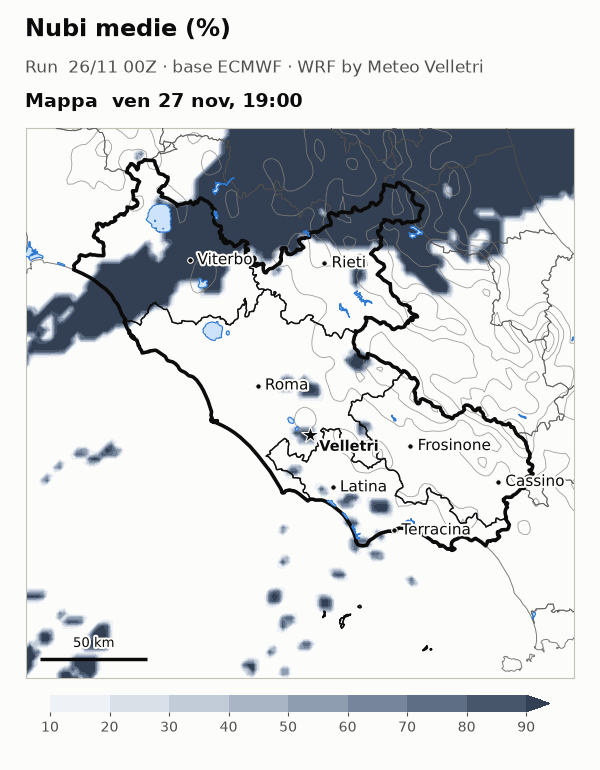 Nubi medie (%)
Run  26/11 00Z · base ECMWF · WRF by Meteo Velletri
Mappa  ven 27 nov, 19:00
Viterbo
Rieti
Roma
Velletri
Frosinone
Latina
Cassino
Terracina
50 km
10 20 30 40 50 60 70 80 90